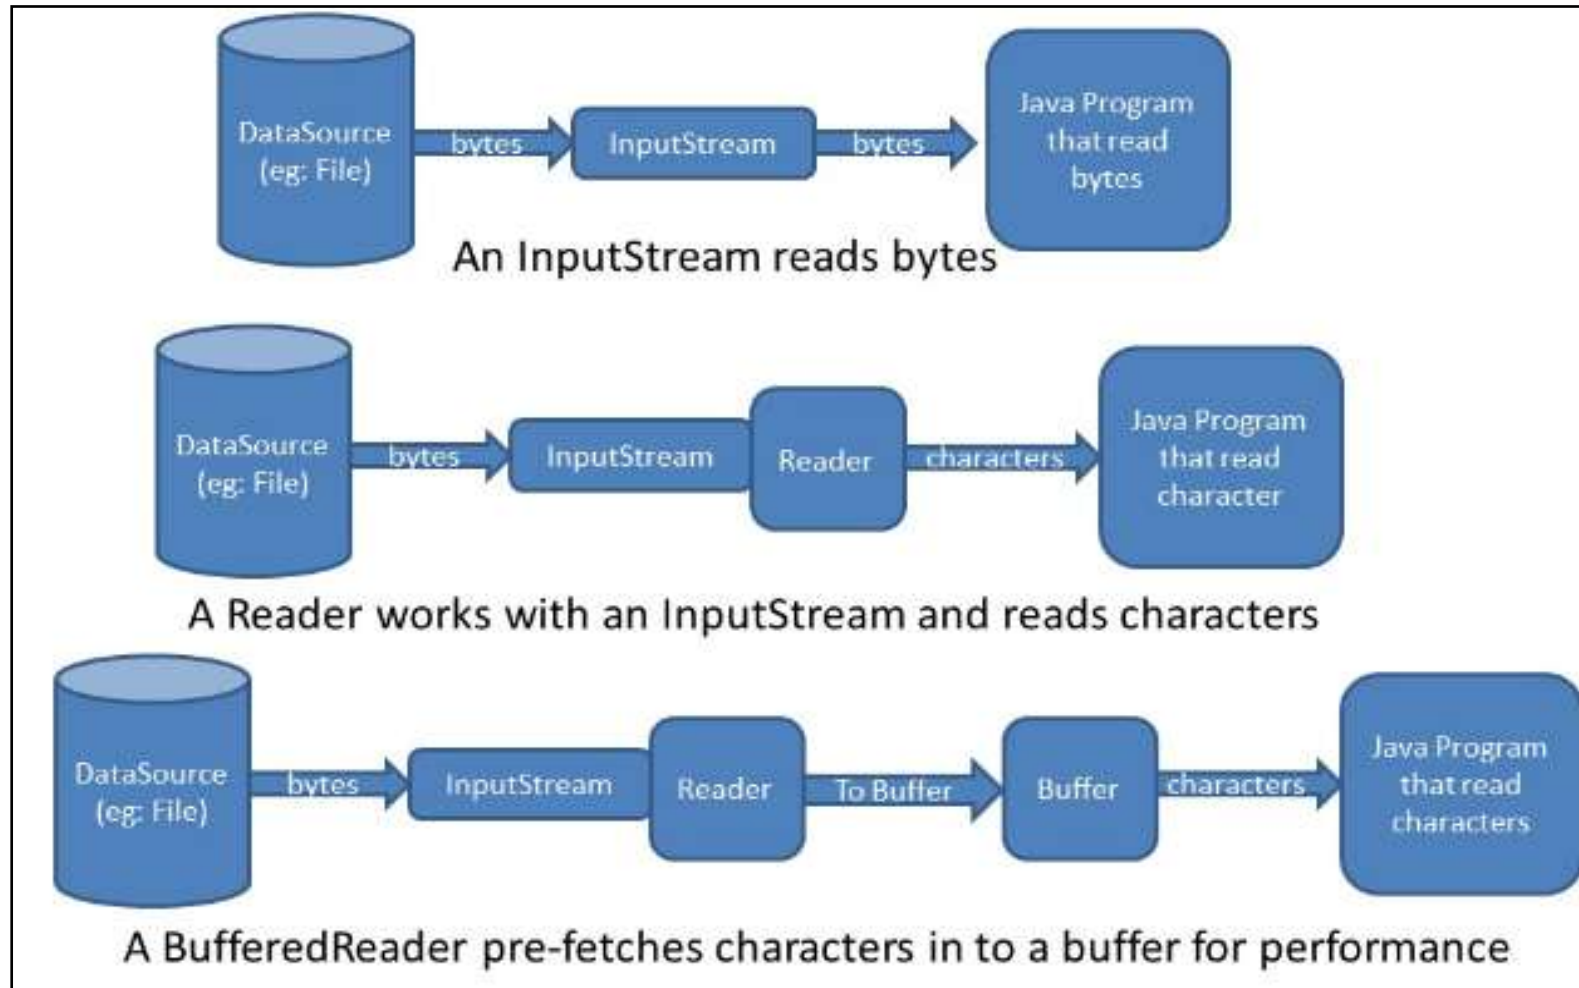 DataSource
(eg: File)
bytes
InputStream
bytes
Java Program
that read
bytes
An InputStream reads bytes
DataSource
(eg: File)
bytes
InputStream
Reader
characters
Java Program
that read
character
A Reader works with an InputStream and reads characters
DataSource
(eg: File)
bytes
InputStream
Reader
To Buffer
Buffer
characters
Java Program
that read
characters
A BufferedReader pre-fetches characters in to a buffer for performance